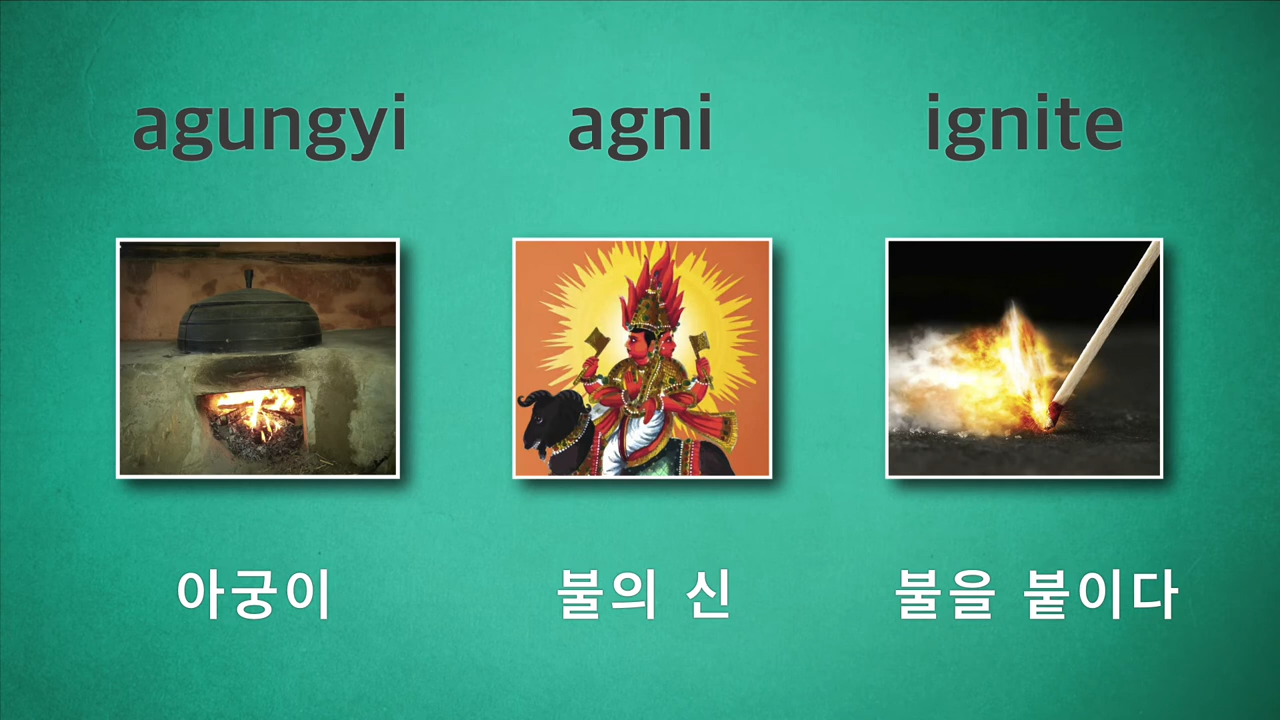 agungyi
agni
ignite
아궁이
불의 신
불을 붙이다